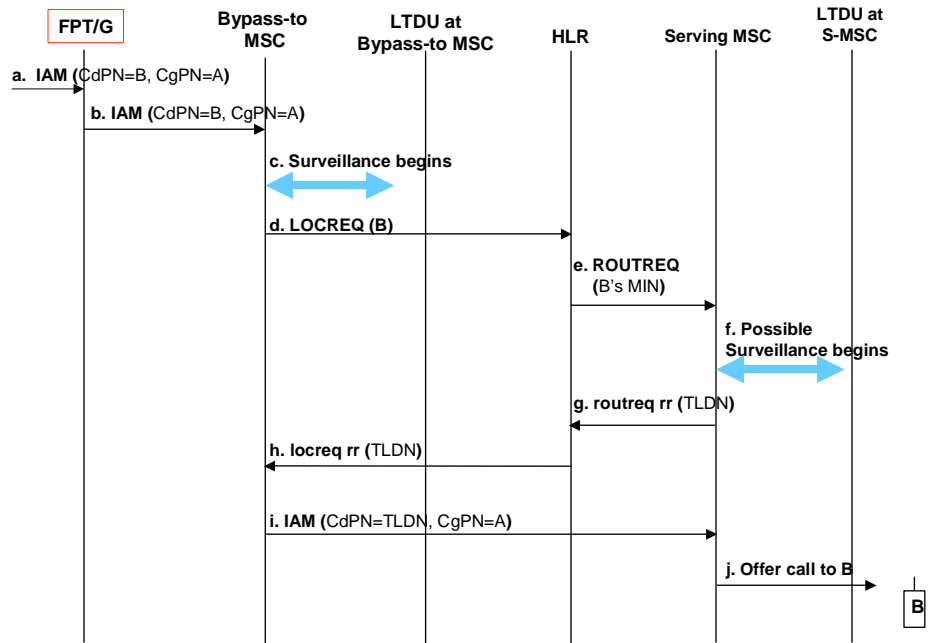 FPT/G
Bypass-to
MSC
LTDU at
Bypass-to MSC
HLR
Serving MSC
LTDU at
S-MSC
a. IAM (CdPN=B, CgPN=A)
b. IAM (CdPN=B, CgPN=A)
c. Surveillance begins
d. LOCREQ (B)
e. ROUTREQ
(B's MIN)
f. Possible
Surveillance begins
g. routreq rr (TLDN)
h. locreq rr (TLDN)
i. IAM (CdPN=TLDN, CgPN=A)
j. Offer call to B
B